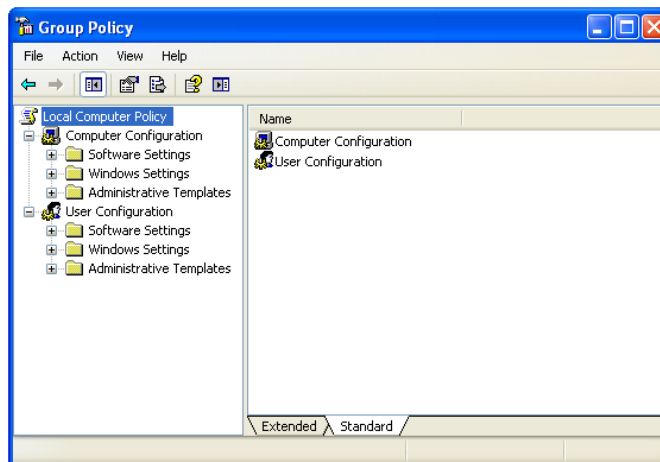 Group Policy
File Action View Help
Local Computer Policy
Computer Configuration
Software Settings
Windows Settings
Administrative Templates
User Configuration
Software Settings
Windows Settings
Administrative Templates
Name
Computer Configuration
User Configuration
Extended Standard